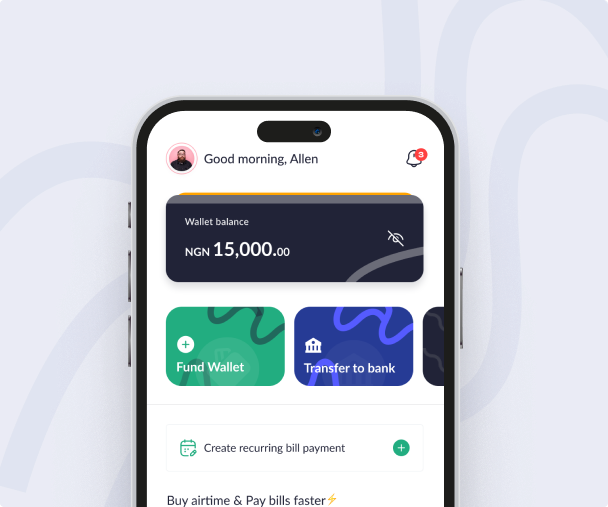 Good morning, Allen
3
Wallet balance
NGN 15,000.00
Fund Wallet
Transfer to bank
Create recurring bill payment
Buy airtime & Pay bills faster⚡